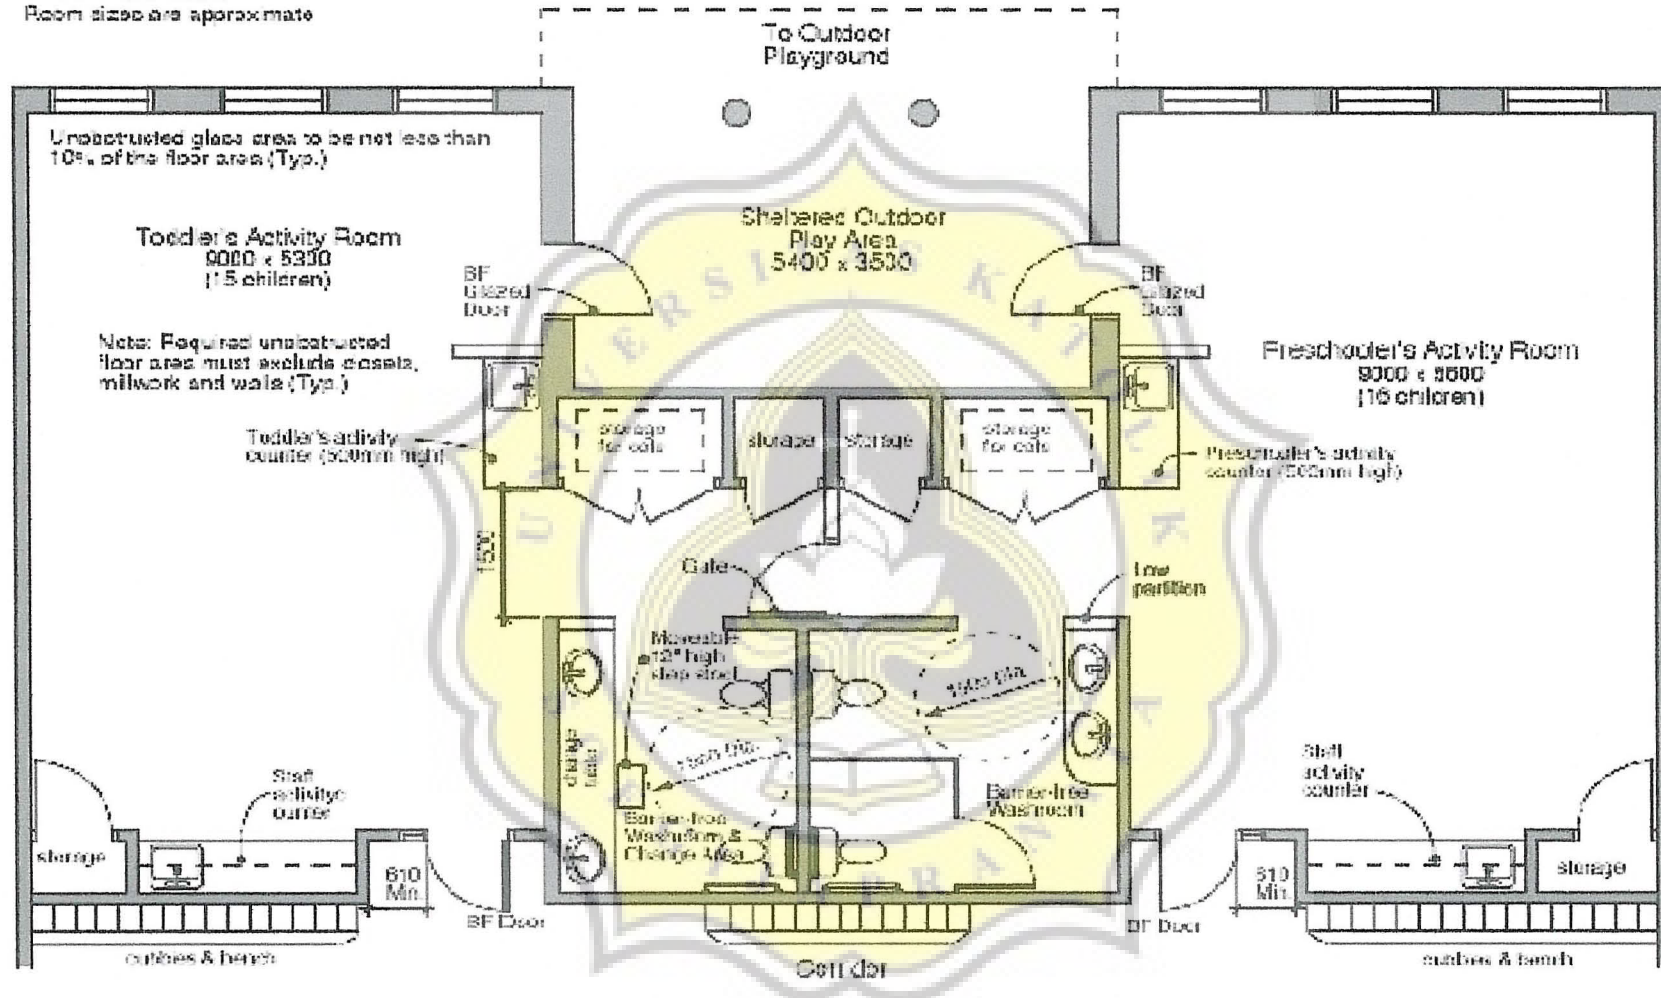 Room sizes are approximate
To Outdoor
Playground
Unobstructed glass area to be not less than
10% of the floor area (Typ.)
Toddler's Activity Room
9000 x 5300
(15 children)
Sheltered Outdoor
Play Area
5400 x 3500
BF
Glazed
Door
BF
Glazed
Door
Note: Required unobstructed
floor area must exclude closets,
millwork and walls (Typ.)
Preschooler's Activity Room
9000 x 5600
(16 children)
Toddler's activity
counter (500mm high)
storage
for cots
storage
storage
storage
for cots
Preschooler's activity
counter (500mm high)
1500
Gate
Low
partition
Moveable
12" high
step stool
1500 DIA.
1500 DIA.
change
table
Barrier-free
Washroom &
Change Area
Barrier-free
Washroom
Staff
activity
counter
storage
610
Min.
BF Door
Staff
activity
counter
610
Min.
storage
BF Door
cubbies & bench
Corridor
cubbies & bench